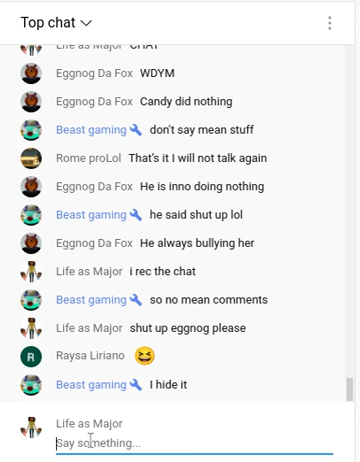 Top chat
Life as Major CHAT
Eggnog Da Fox WDYM
Eggnog Da Fox Candy did nothing
Beast gaming don't say mean stuff
Rome proLol That's it I will not talk again
Eggnog Da Fox He is inno doing nothing
Beast gaming he said shut up lol
Eggnog Da Fox He always bullying her
Life as Major i rec the chat
Beast gaming so no mean comments
Life as Major shut up eggnog please
R Raysa Liriano
Beast gaming I hide it
Life as Major
Say something...